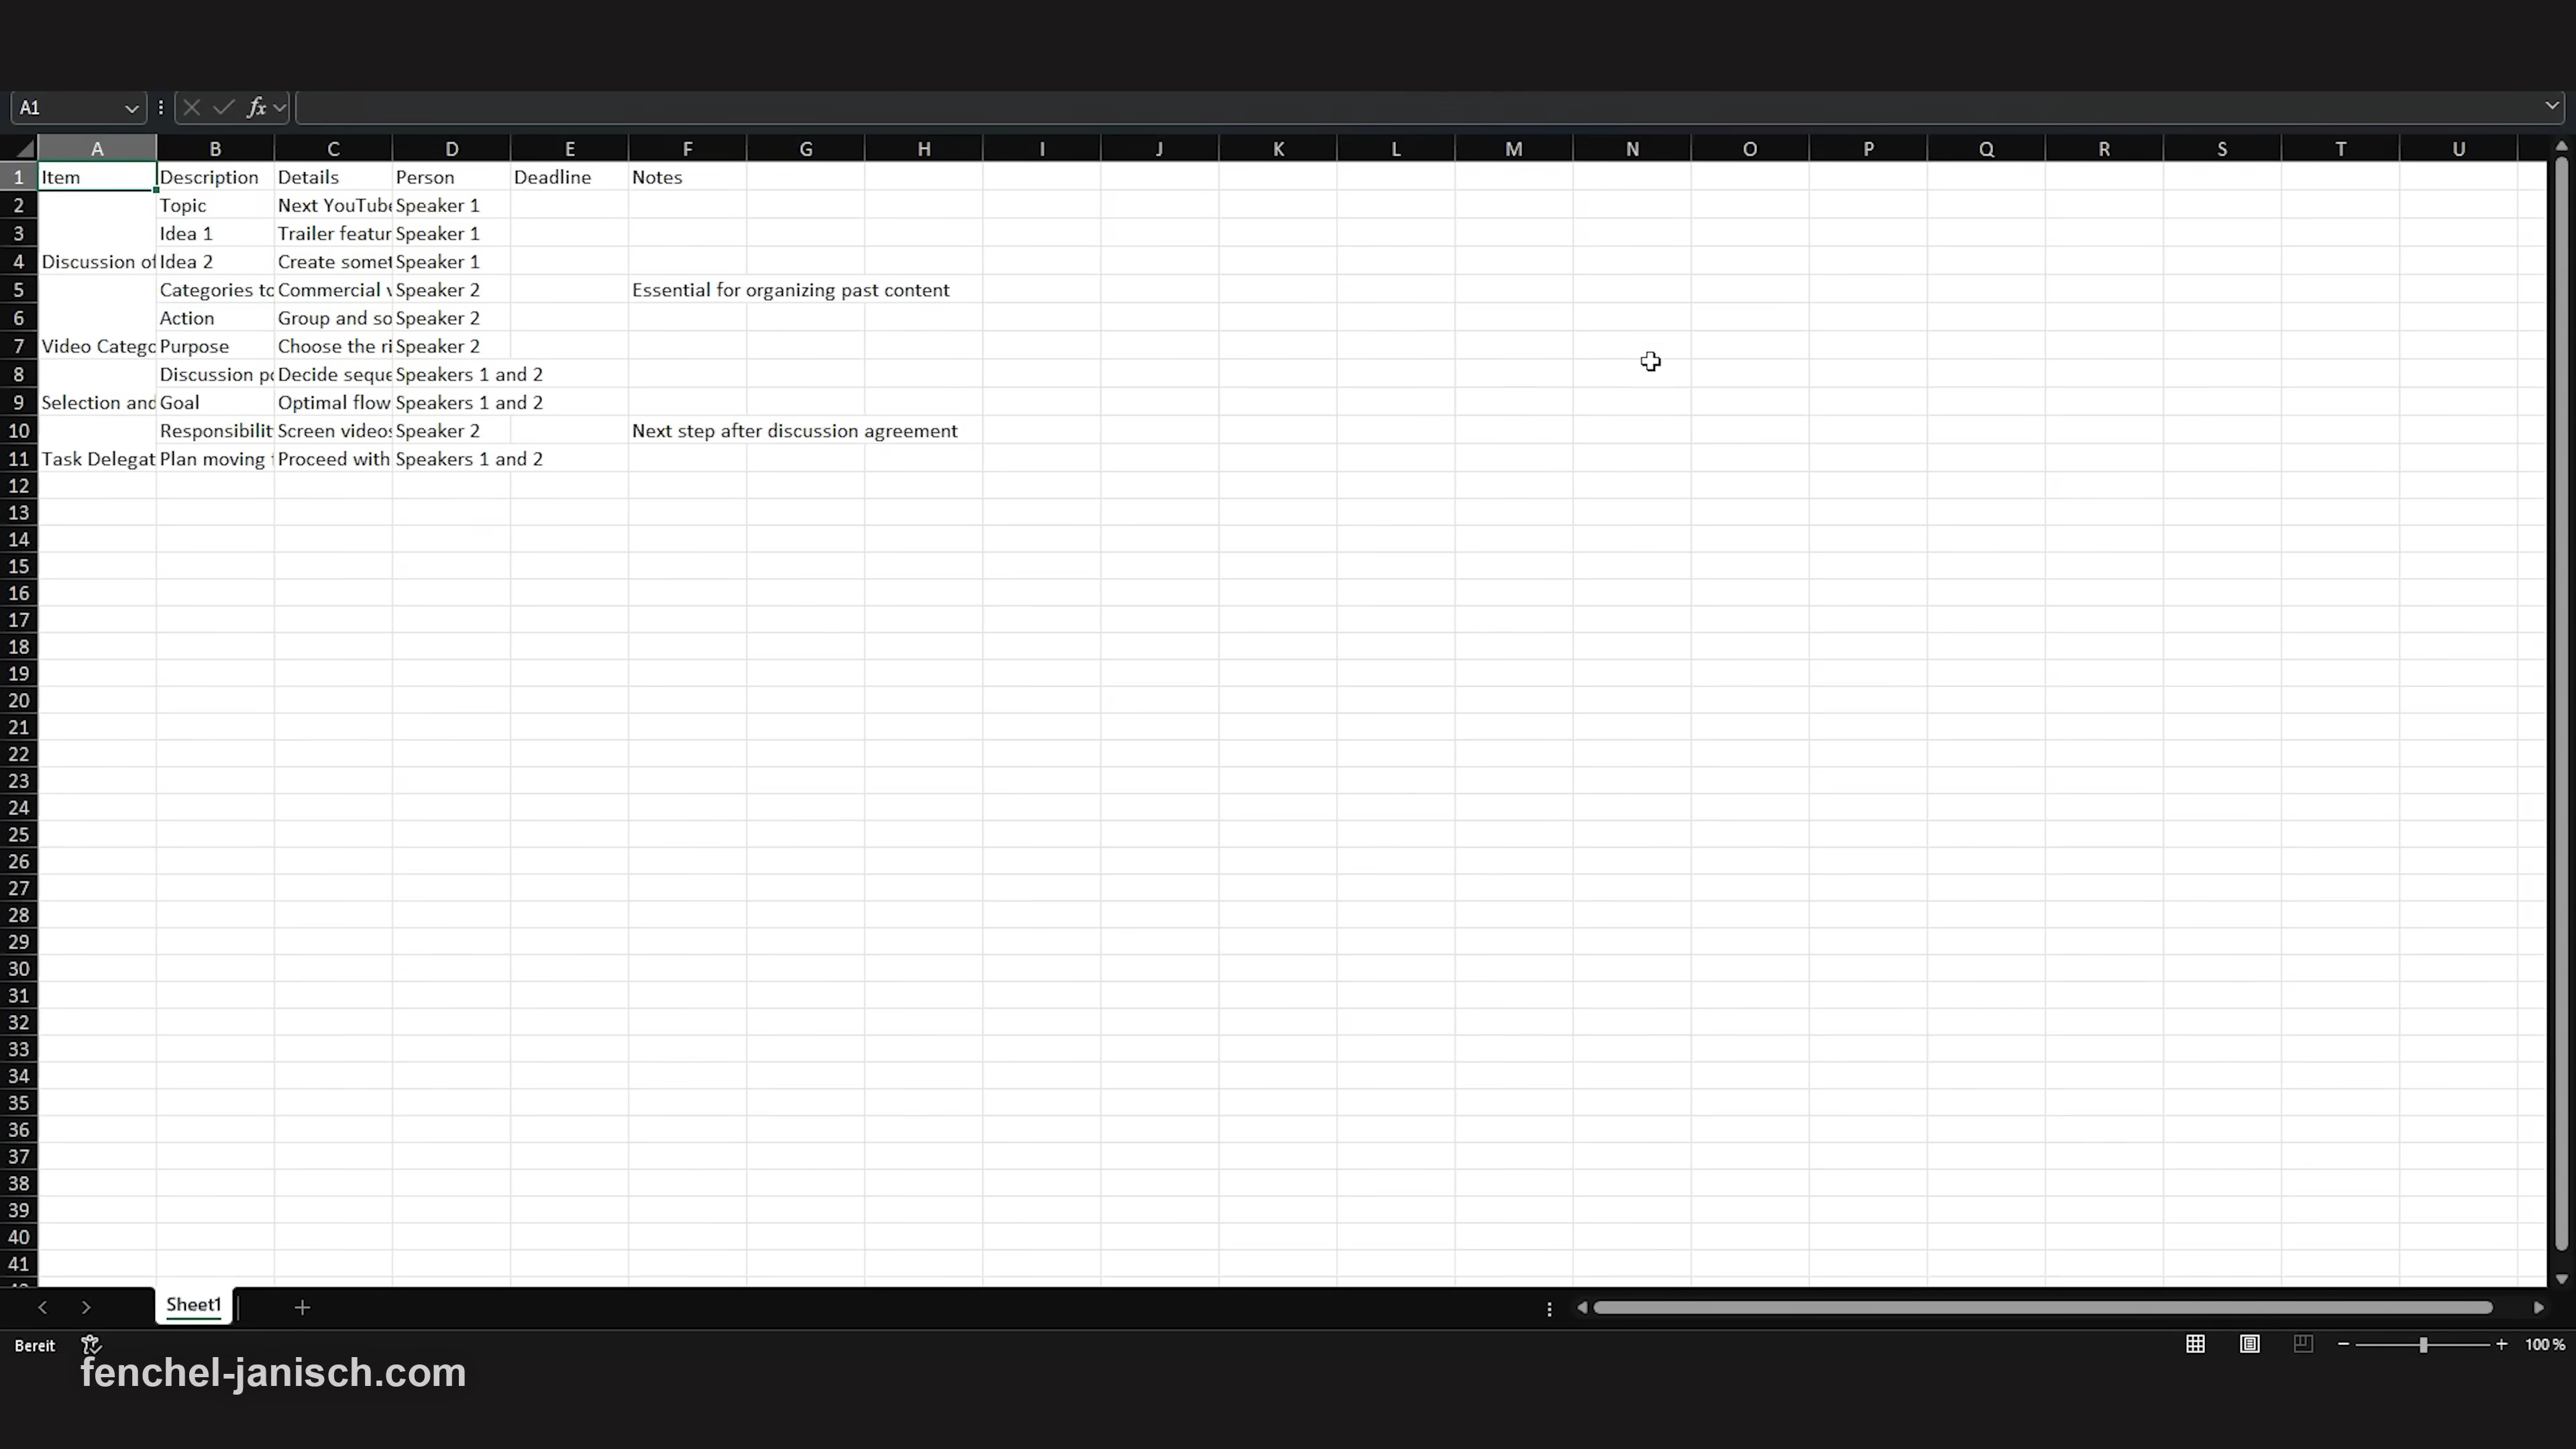 A1 fx
A B C D E F G H I J K L M N O P Q R S T U
1 Item Description Details Person Deadline Notes
2 Topic Next YouTube Speaker 1
3 Idea 1 Trailer featur Speaker 1
4 Discussion of Idea 2 Create somet Speaker 1
5 Categories to Commercial v Speaker 2 Essential for organizing past content
6 Action Group and so Speaker 2
7 Video Catego Purpose Choose the ri Speaker 2
8 Discussion po Decide seque Speakers 1 and 2
9 Selection and Goal Optimal flow Speakers 1 and 2
10 Responsibilit Screen videos Speaker 2 Next step after discussion agreement
11 Task Delegat Plan moving Proceed with Speakers 1 and 2
12
13
14
15
16
17
18
19
20
21
22
23
24
25
26
27
28
29
30
31
32
33
34
35
36
37
38
39
40
41
Sheet1
Bereit 100 %
fenchel-janisch.com